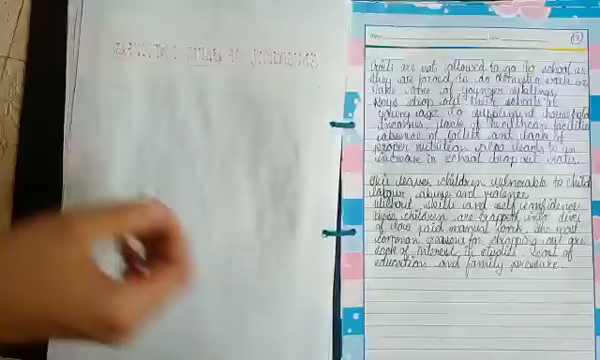 Girls are not allowed to go to school as
they are forced to do domestic work or
take care of younger siblings.
Boys drop out their schools at
young age to supplement household
incomes, lack of healthcare facilities
absence of toilet and lack of
proper nutrition also leads to an
increase in school drop out rates.
This leaves children vulnerable to child
labour, abuse and violence
Without skills and self confidence
these children are trapped into lives
of low paid manual work. The most
common reasons for dropping out are
lack of interest in studies, lack of
education and family pressure.